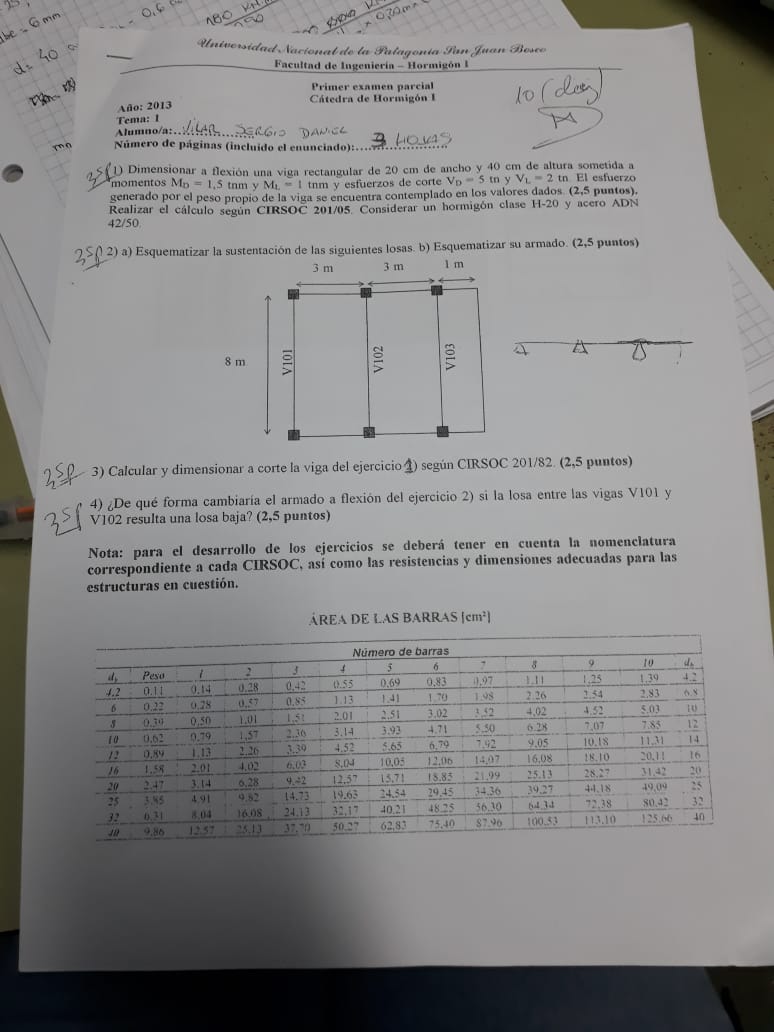 0,6
be = 6 mm
d= 40
Universidad Nacional de la Patagonia San Juan Bosco
Facultad de Ingeniería – Hormigón I
Primer examen parcial
Cátedra de Hormigón I
10 (diez)
Año: 2013
Tema: 1
Alumno/a: VILAR SERGIO DANIEL
Número de páginas (incluido el enunciado): 3 HOJAS
1) Dimensionar a flexión una viga rectangular de 20 cm de ancho y 40 cm de altura sometida a
momentos MD = 1,5 tnm y ML = 1 tnm y esfuerzos de corte VD = 5 tn y VL = 2 tn. El esfuerzo
generado por el peso propio de la viga se encuentra contemplado en los valores dados. (2,5 puntos).
Realizar el cálculo según CIRSOC 201/05. Considerar un hormigón clase H-20 y acero ADN
42/50.
2) a) Esquematizar la sustentación de las siguientes losas. b) Esquematizar su armado. (2,5 puntos)
3 m 3 m 1 m
8 m
V101 V102 V103
3) Calcular y dimensionar a corte la viga del ejercicio 1) según CIRSOC 201/82. (2,5 puntos)
4) ¿De qué forma cambiaría el armado a flexión del ejercicio 2) si la losa entre las vigas V101 y
V102 resulta una losa baja? (2,5 puntos)
Nota: para el desarrollo de los ejercicios se deberá tener en cuenta la nomenclatura
correspondiente a cada CIRSOC, así como las resistencias y dimensiones adecuadas para las
estructuras en cuestión.
ÁREA DE LAS BARRAS [cm²]
Número de barras
db Peso 1 2 3 4 5 6 7 8 9 10 db
4,2 0,11 0,14 0,28 0,42 0,55 0,69 0,83 0,97 1,11 1,25 1,39 4,2
6 0,22 0,28 0,57 0,85 1,13 1,41 1,70 1,98 2,26 2,54 2,83 6,8
8 0,39 0,50 1,01 1,51 2,01 2,51 3,02 3,52 4,02 4,52 5,03 10
10 0,62 0,79 1,57 2,36 3,14 3,93 4,71 5,50 6,28 7,07 7,85 12
12 0,89 1,13 2,26 3,39 4,52 5,65 6,79 7,92 9,05 10,18 11,31 14
16 1,58 2,01 4,02 6,03 8,04 10,05 12,06 14,07 16,08 18,10 20,11 16
20 2,47 3,14 6,28 9,42 12,57 15,71 18,85 21,99 25,13 28,27 31,42 20
25 3,85 4,91 9,82 14,73 19,63 24,54 29,45 34,36 39,27 44,18 49,09 25
32 6,31 8,04 16,08 24,13 32,17 40,21 48,25 56,30 64,34 72,38 80,42 32
40 9,86 12,57 25,13 37,70 50,27 62,83 75,40 87,96 100,53 113,10 125,66 40